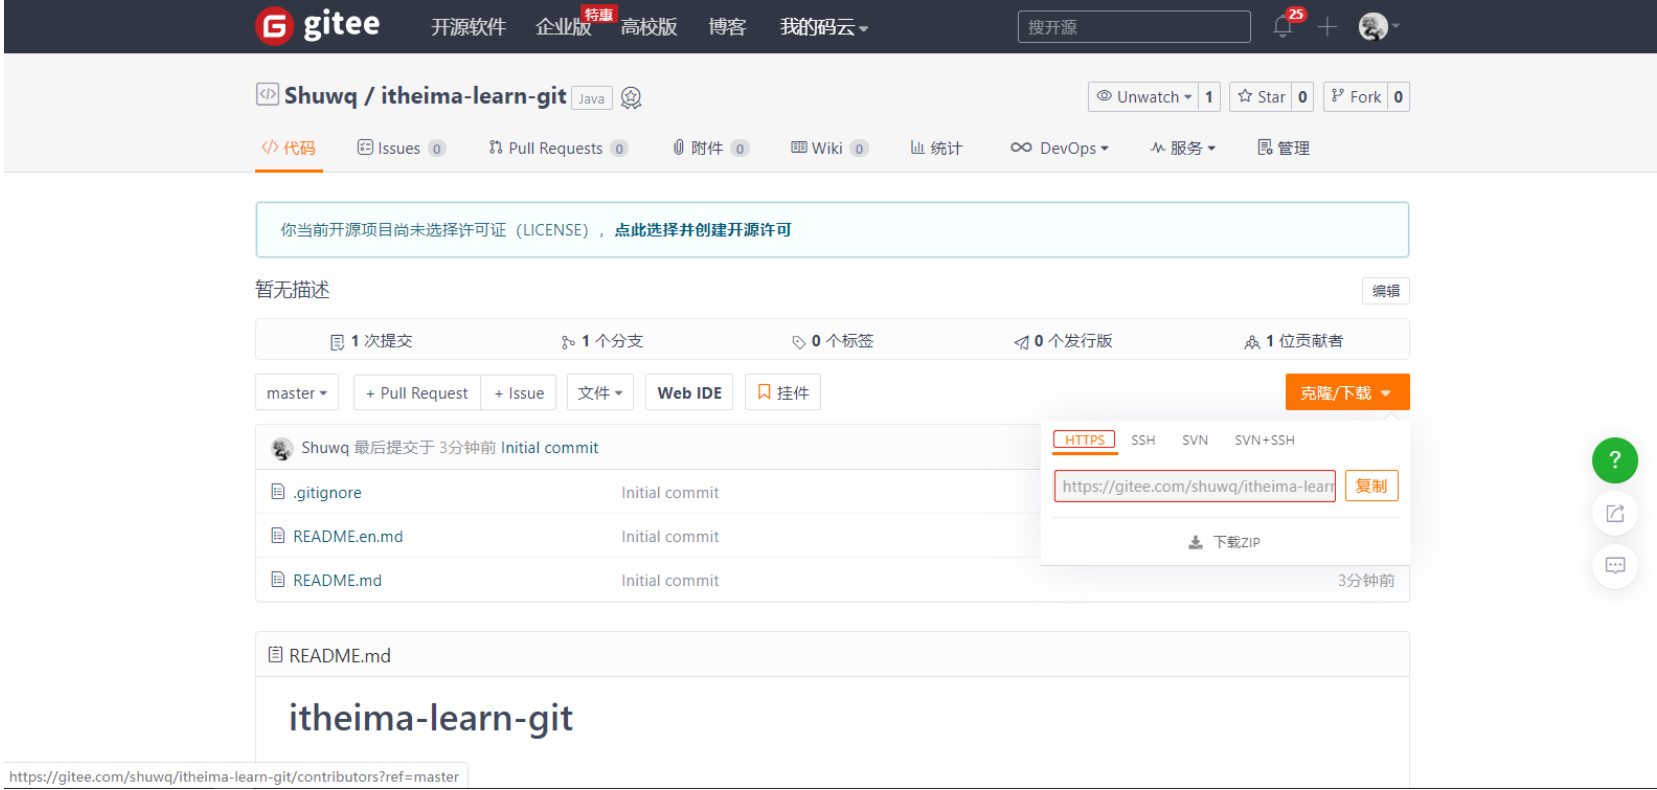 gitee 开源软件 企业版 特惠 高校版 博客 我的码云 搜开源 25
Shuwq / itheima-learn-git Java Unwatch 1 Star 0 Fork 0
代码 Issues 0 Pull Requests 0 附件 0 Wiki 0 统计 DevOps 服务 管理
你当前开源项目尚未选择许可证（LICENSE），点此选择并创建开源许可
暂无描述 编辑
1 次提交 1 个分支 0 个标签 0 个发行版 1 位贡献者
master + Pull Request + Issue 文件 Web IDE 挂件 克隆/下载
HTTPS SSH SVN SVN+SSH
Shuwq 最后提交于 3分钟前 Initial commit
https://gitee.com/shuwq/itheima-learn 复制
.gitignore Initial commit
README.en.md Initial commit
下载ZIP
README.md Initial commit 3分钟前
README.md
itheima-learn-git
https://gitee.com/shuwq/itheima-learn-git/contributors?ref=master